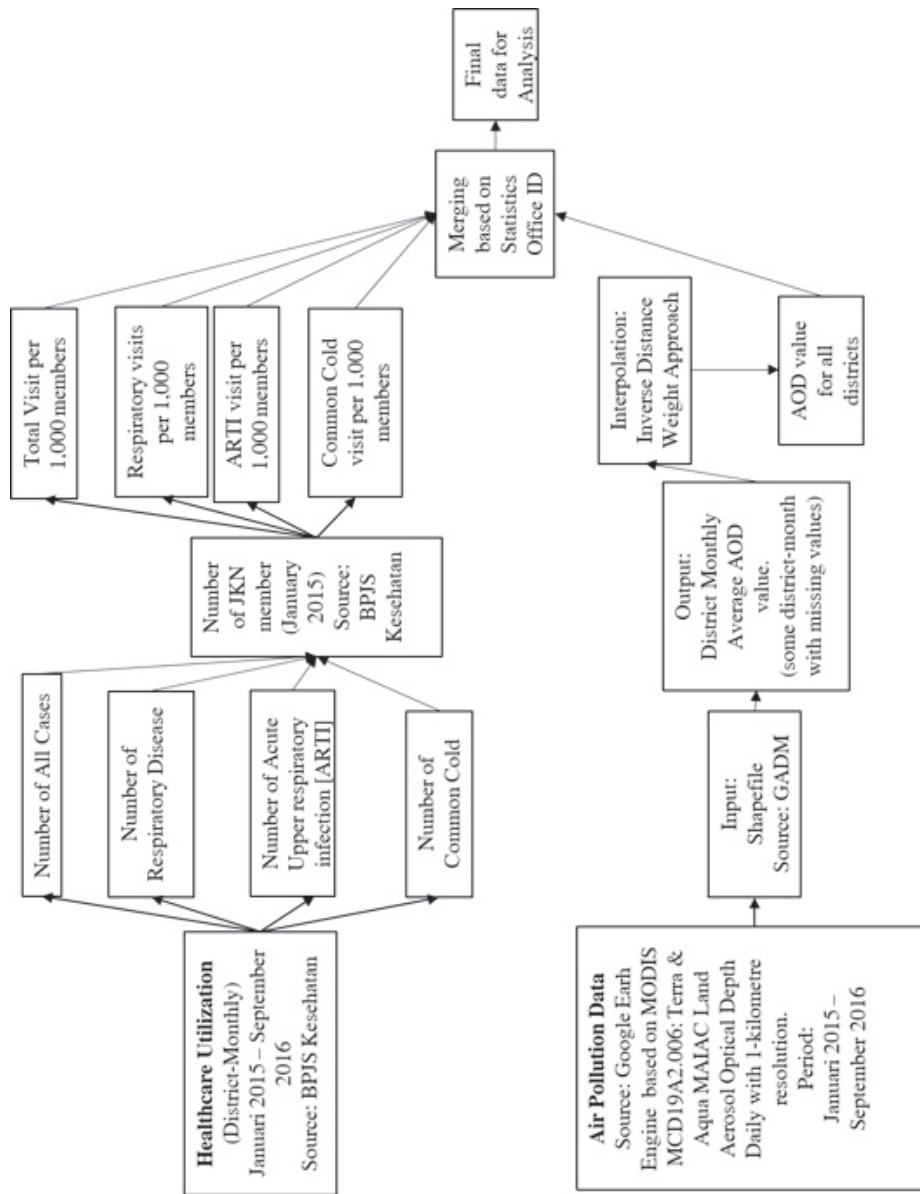 Healthcare Utilization
(District-Monthly)
Januari 2015 – September
2016
Source: BPJS Kesehatan
Number of All Cases
Number of
Respiratory Disease
Number of Acute
Upper respiratory
infection [ARTI]
Number of
Common Cold
Number
of JKN
member
(January
2015)
Source:
BPJS
Kesehatan
Total Visit per
1,000 members
Respiratory visits
per 1,000
members
ARTI visit per
1,000 members
Common Cold
visit per 1,000
members
Merging
based on
Statistics
Office ID
Final
data for
Analysis
Air Pollution Data
Source: Google Earh
Engine based on MODIS
MCD19A2.006: Terra &
Aqua MAIAC Land
Aerosol Optical Depth
Daily with 1-kilometre
resolution.
Period:
Januari 2015 –
September 2016
Input:
Shapefile
Source: GADM
Output:
District Monthly
Average AOD
value.
(some district-month
with missing values)
Interpolation:
Inverse Distance
Weight Approach
AOD value
for all
districts